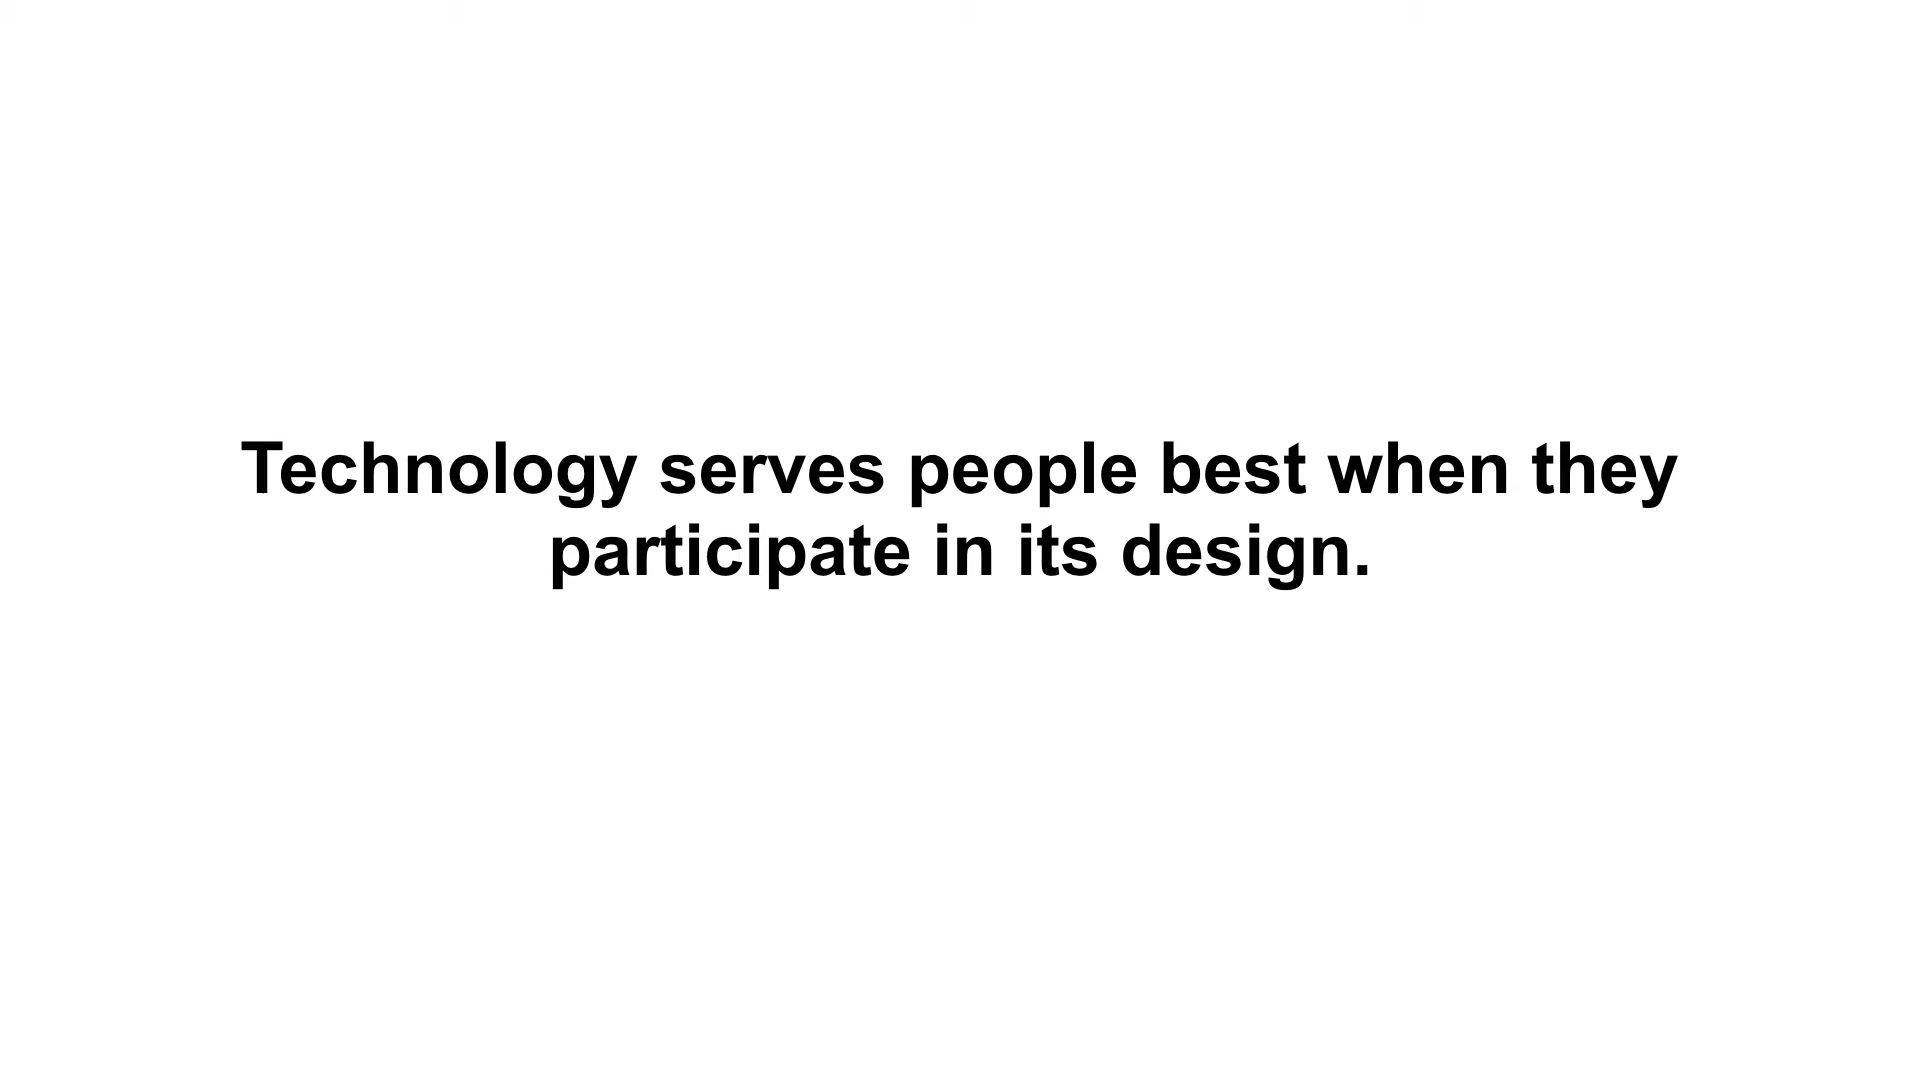 Technology serves people best when they
participate in its design.